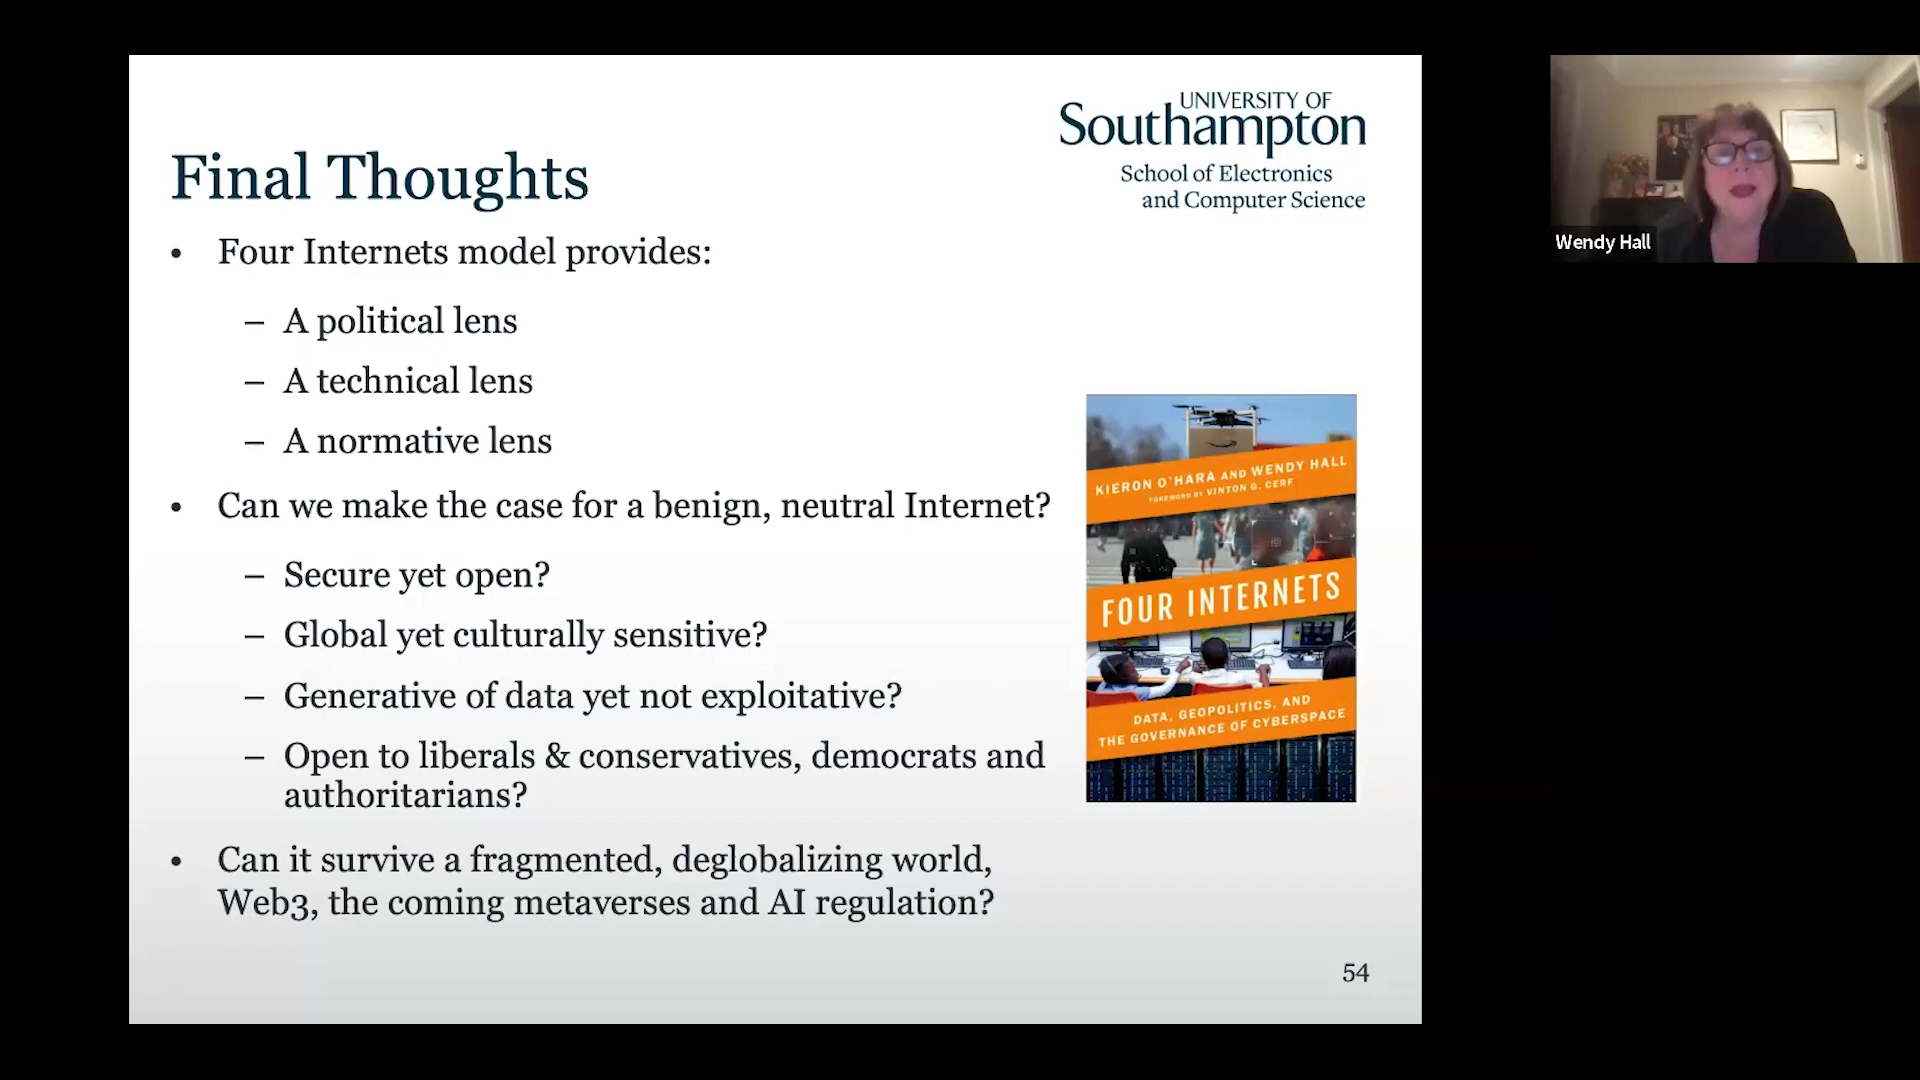 UNIVERSITY OF
Southampton
School of Electronics
and Computer Science
Final Thoughts
• Four Internets model provides:
– A political lens
– A technical lens
– A normative lens
• Can we make the case for a benign, neutral Internet?
– Secure yet open?
– Global yet culturally sensitive?
– Generative of data yet not exploitative?
– Open to liberals & conservatives, democrats and
authoritarians?
• Can it survive a fragmented, deglobalizing world,
Web3, the coming metaverses and AI regulation?
KIERON O'HARA AND WENDY HALL
FOREWORD BY VINTON G. CERF
FOUR INTERNETS
DATA, GEOPOLITICS, AND
THE GOVERNANCE OF CYBERSPACE
54
Wendy Hall